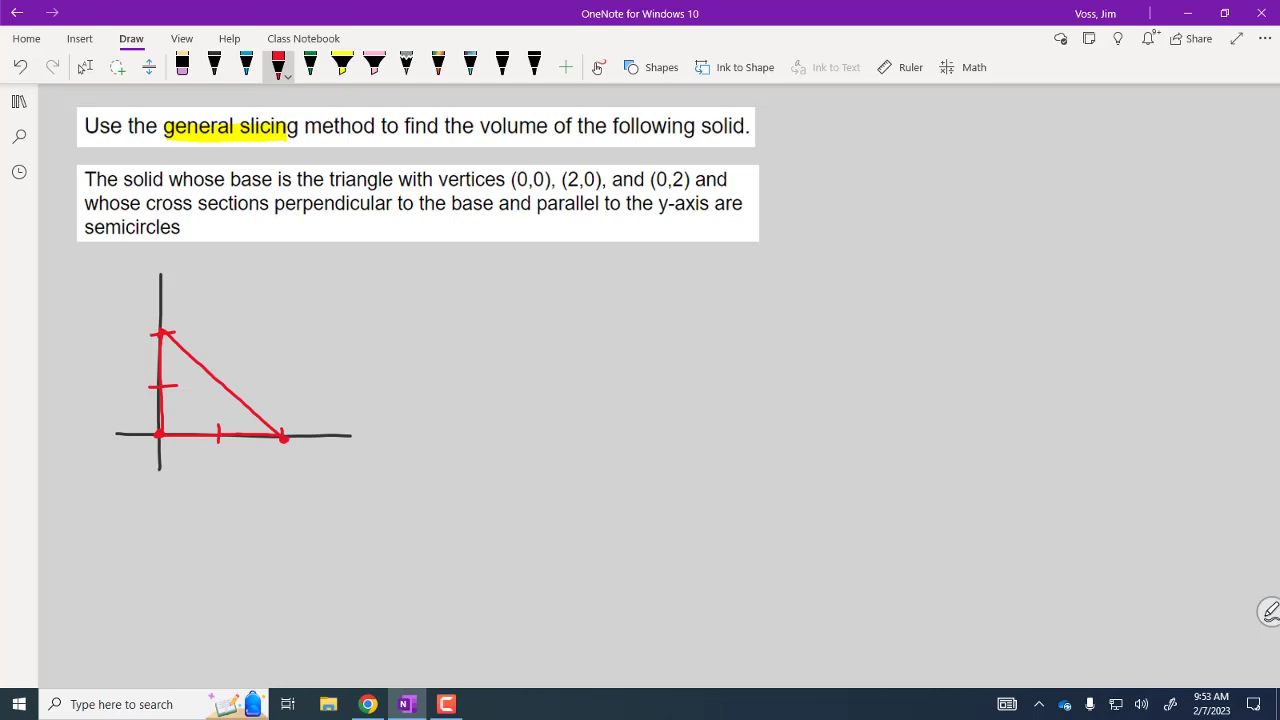 OneNote for Windows 10
Voss, Jim
Home Insert Draw View Help Class Notebook Share
Shapes Ink to Shape Ink to Text Ruler Math
Use the general slicing method to find the volume of the following solid.
The solid whose base is the triangle with vertices (0,0), (2,0), and (0,2) and
whose cross sections perpendicular to the base and parallel to the y-axis are
semicircles
Type here to search
9:53 AM
2/7/2023